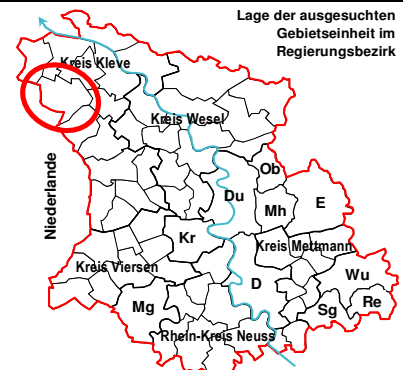 Lage der ausgesuchten
Gebietseinheit im
Regierungsbezirk
Kreis Kleve
Kreis Wesel
Niederlande
Ob
Du
Mh
E
Kr
Kreis Mettmann
Kreis Viersen
Wu
D
Mg
Sg
Re
Rhein-Kreis Neuss